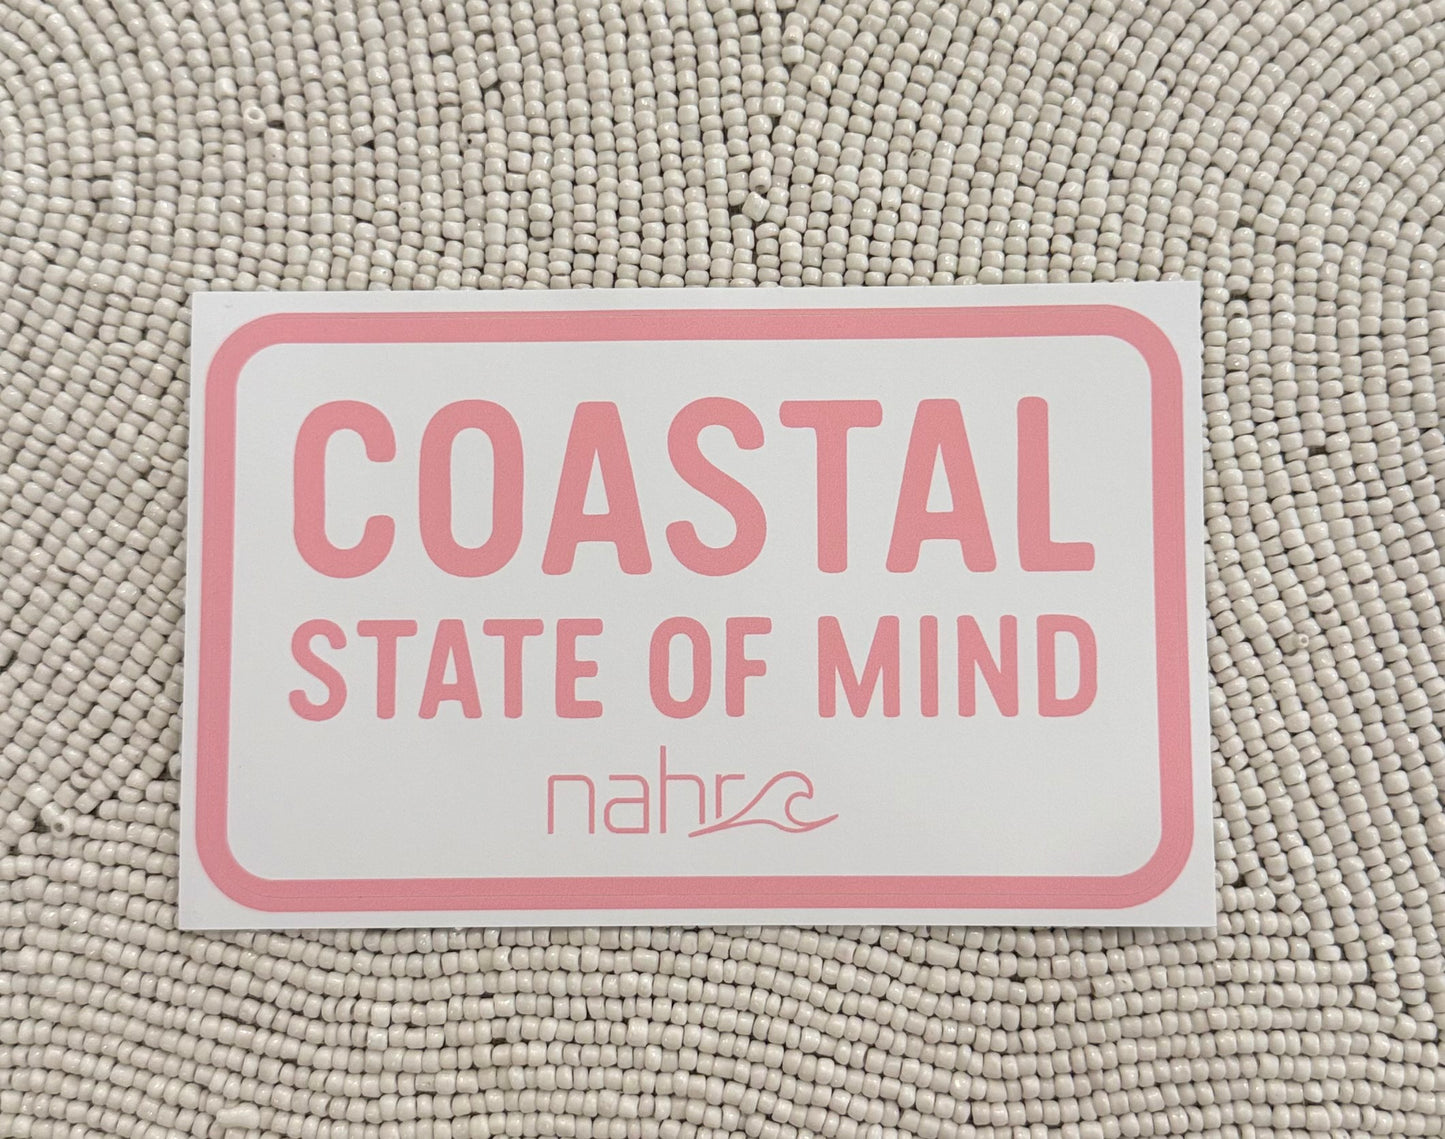 COASTAL
STATE OF MIND
nahr